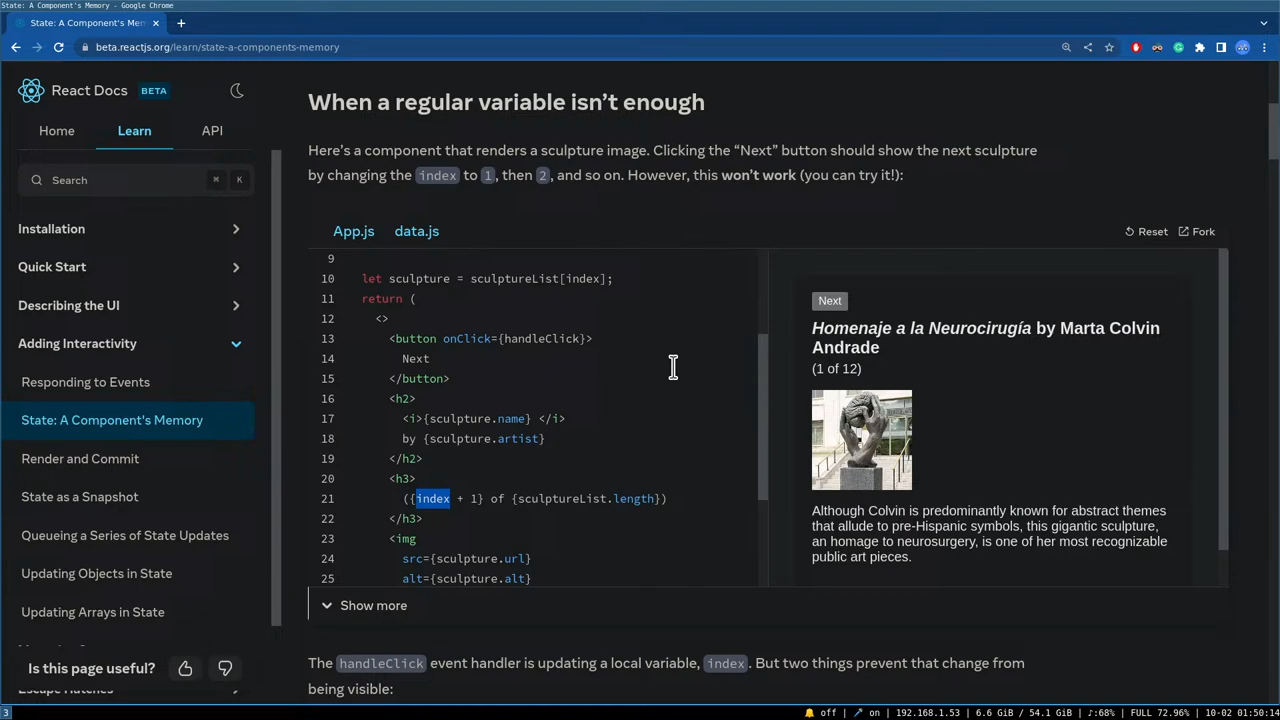 State: A Component's Memory - Google Chrome
State: A Component's Mem
beta.reactjs.org/learn/state-a-components-memory
React Docs BETA
Home Learn API
Search ⌘ K
Installation
Quick Start
Describing the UI
Adding Interactivity
Responding to Events
State: A Component's Memory
Render and Commit
State as a Snapshot
Queueing a Series of State Updates
Updating Objects in State
Updating Arrays in State
Is this page useful?
Escape Hatches
When a regular variable isn’t enough
Here’s a component that renders a sculpture image. Clicking the “Next” button should show the next sculpture
by changing the index to 1, then 2, and so on. However, this won’t work (you can try it!):
App.js data.js
Reset Fork
9
10 let sculpture = sculptureList[index];
11 return (
12 <>
13 <button onClick={handleClick}>
14 Next
15 </button>
16 <h2>
17 <i>{sculpture.name} </i>
18 by {sculpture.artist}
19 </h2>
20 <h3>
21 ({index + 1} of {sculptureList.length})
22 </h3>
23 <img
24 src={sculpture.url}
25 alt={sculpture.alt}
Next
Homenaje a la Neurocirugía by Marta Colvin
Andrade
(1 of 12)
Although Colvin is predominantly known for abstract themes
that allude to pre-Hispanic symbols, this gigantic sculpture,
an homage to neurosurgery, is one of her most recognizable
public art pieces.
Show more
The handleClick event handler is updating a local variable, index. But two things prevent that change from
being visible:
3
off | on | 192.168.1.53 | 6.6 GiB / 54.1 GiB | ♪:68% | FULL 72.96% | 10-02 01:50:14